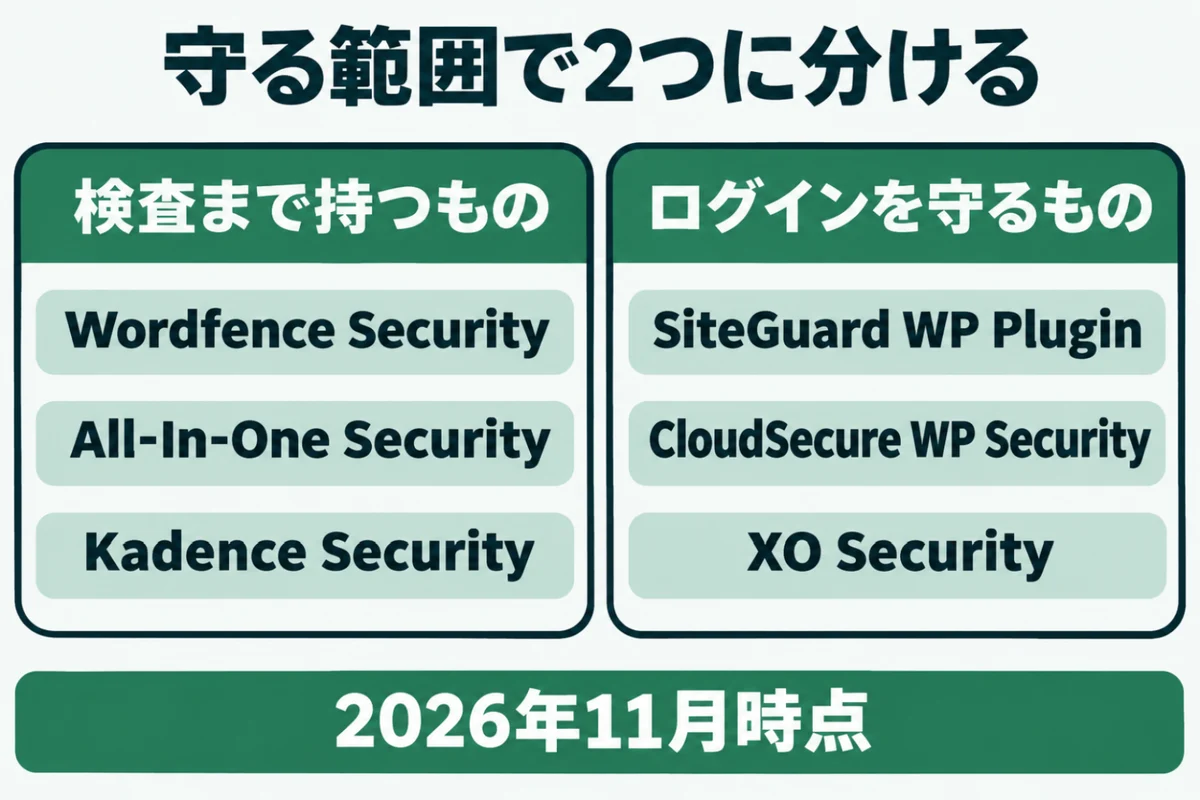 守る範囲で2つに分ける
検査まで持つもの
Wordfence Security
All-In-One Security
Kadence Security
ログインを守るもの
SiteGuard WP Plugin
CloudSecure WP Security
XO Security
2026年11月時点